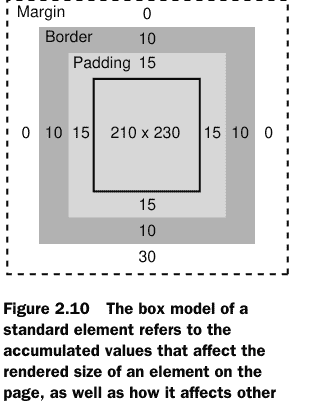 Margin 0
Border 10
Padding 15
0 10 15 210 x 230 15 10 0
15
10
30
Figure 2.10 The box model of a
standard element refers to the
accumulated values that affect the
rendered size of an element on the
page, as well as how it affects other